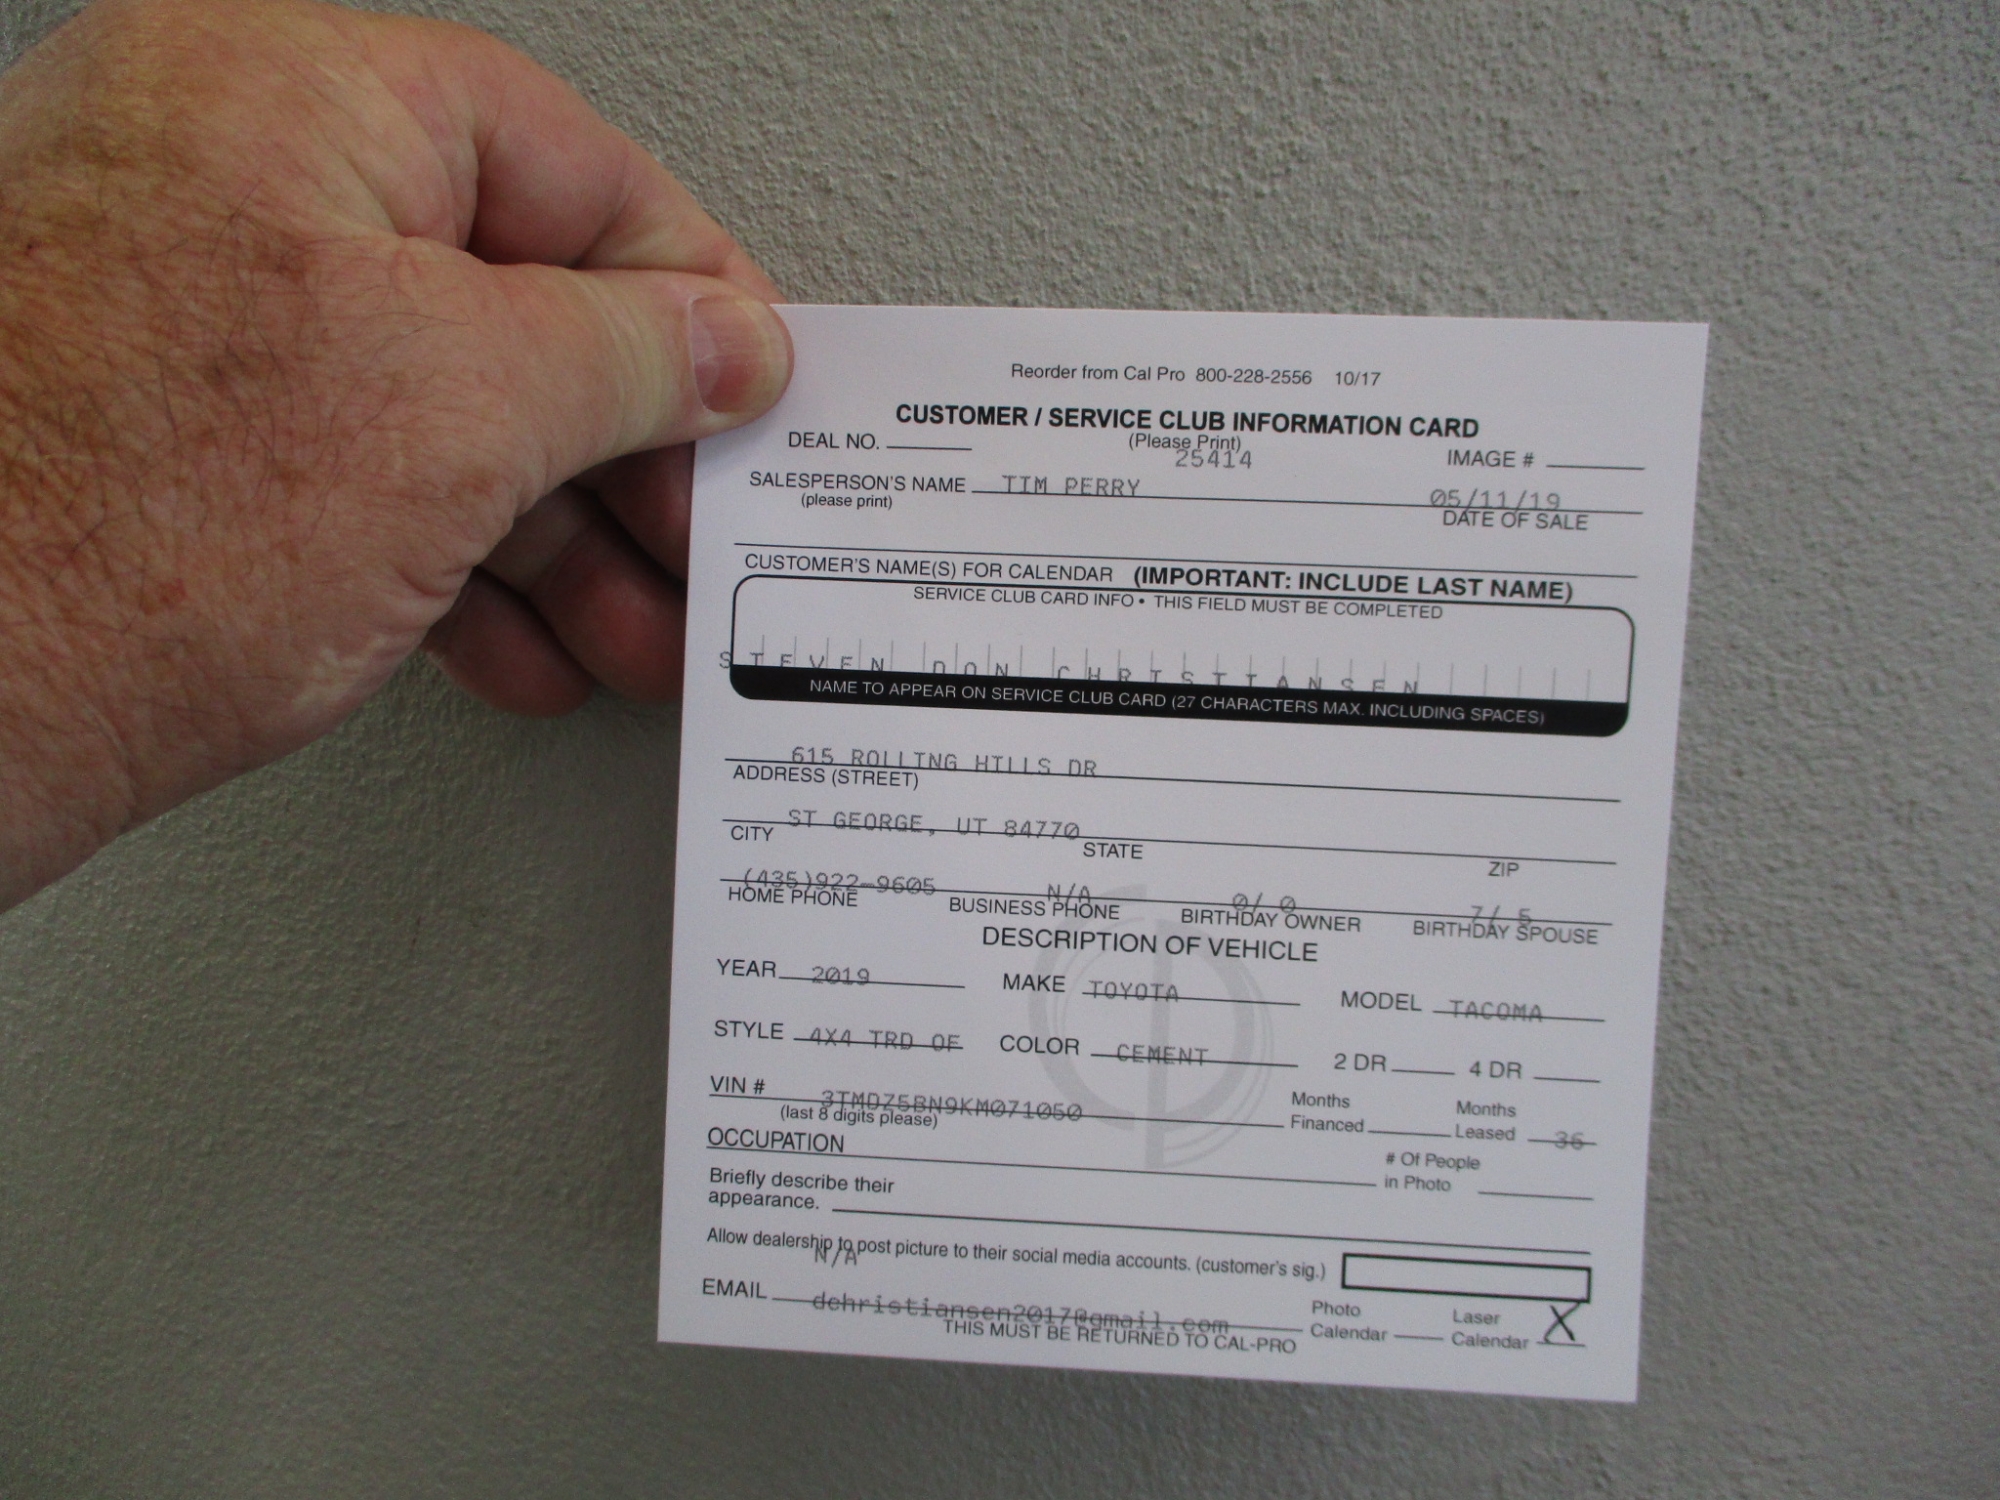 Reorder from Cal Pro 800-228-2556 10/17
CUSTOMER / SERVICE CLUB INFORMATION CARD
DEAL NO. (Please Print) IMAGE #
25414
SALESPERSON'S NAME TIM PERRY 05/11/19
(please print) DATE OF SALE
CUSTOMER'S NAME(S) FOR CALENDAR (IMPORTANT: INCLUDE LAST NAME)
SERVICE CLUB CARD INFO • THIS FIELD MUST BE COMPLETED
STEVEN DON CHRISTIANSEN
NAME TO APPEAR ON SERVICE CLUB CARD (27 CHARACTERS MAX. INCLUDING SPACES)
615 ROLLING HILLS DR
ADDRESS (STREET)
ST GEORGE, UT 84770
CITY STATE ZIP
(435)922-9605 N/A 0/ 0 7/ 5
HOME PHONE BUSINESS PHONE BIRTHDAY OWNER BIRTHDAY SPOUSE
DESCRIPTION OF VEHICLE
YEAR 2019 MAKE TOYOTA MODEL TACOMA
STYLE 4X4 TRD OF COLOR CEMENT 2 DR 4 DR
VIN # 3TMDZ5BN9KM071050 Months Financed Months Leased 36
(last 8 digits please)
OCCUPATION # Of People in Photo
Briefly describe their
appearance.
Allow dealership to post picture to their social media accounts. (customer's sig.)
N/A
EMAIL dchristiansen2017@gmail.com Photo Calendar Laser Calendar X
THIS MUST BE RETURNED TO CAL-PRO